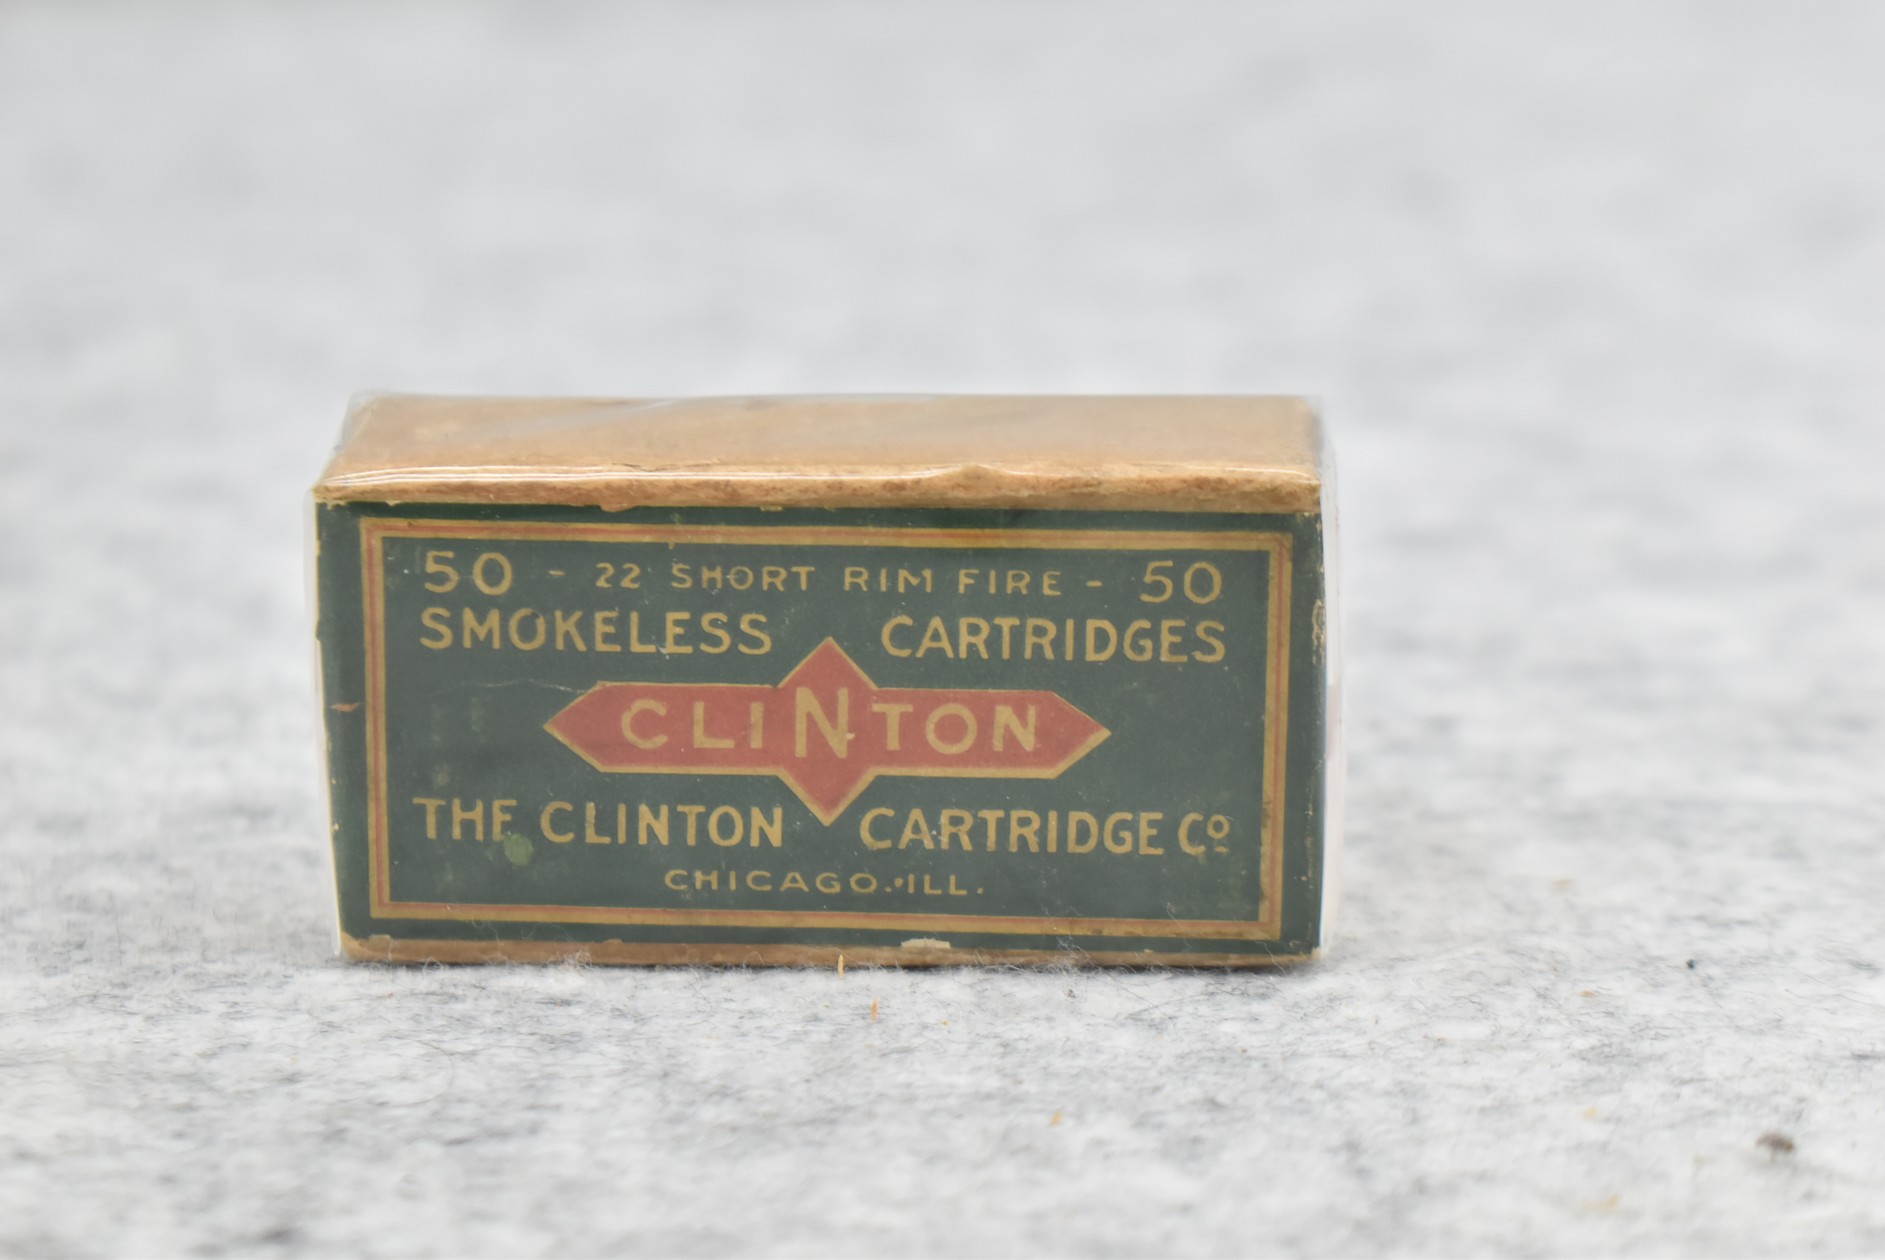 50 - 22 SHORT RIM FIRE - 50
SMOKELESS CARTRIDGES
CLINTON
THE CLINTON CARTRIDGE Cº
CHICAGO. ILL.